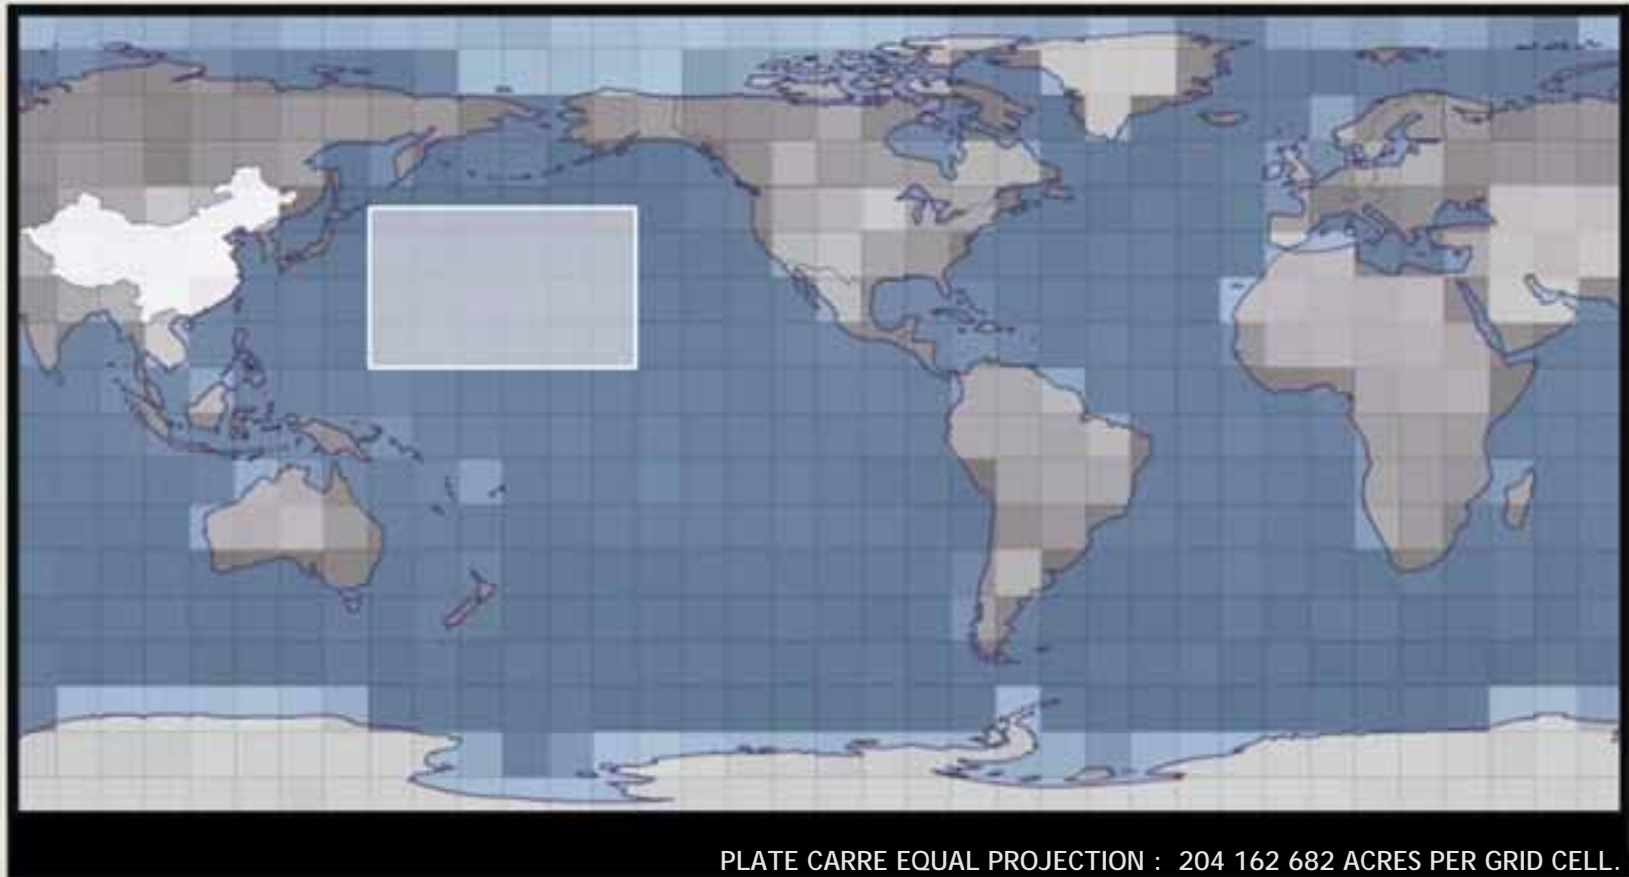 PLATE CARRE EQUAL PROJECTION : 204 162 682 ACRES PER GRID CELL.